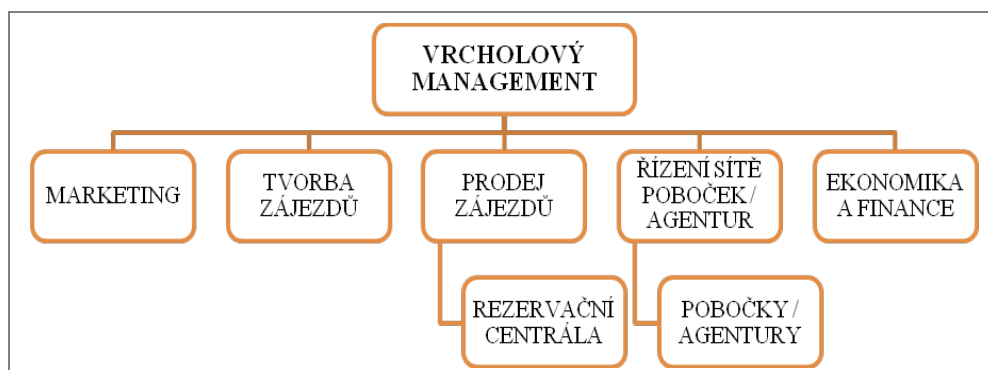 VRCHOLOVÝ
MANAGEMENT
MARKETING
TVORBA
ZÁJEZDŮ
PRODEJ
ZÁJEZDŮ
ŘÍZENÍ SÍTĚ
POBOČEK /
AGENTUR
EKONOMIKA
A FINANCE
REZERVAČNÍ
CENTRÁLA
POBOČKY /
AGENTURY